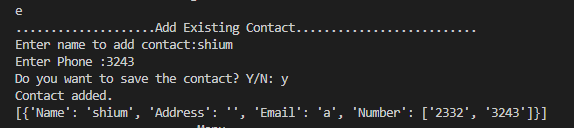 e
....................Add Existing Contact..........................
Enter name to add contact:shium
Enter Phone :3243
Do you want to save the contact? Y/N: y
Contact added.
[{'Name': 'shium', 'Address': '', 'Email': 'a', 'Number': ['2332', '3243']}]